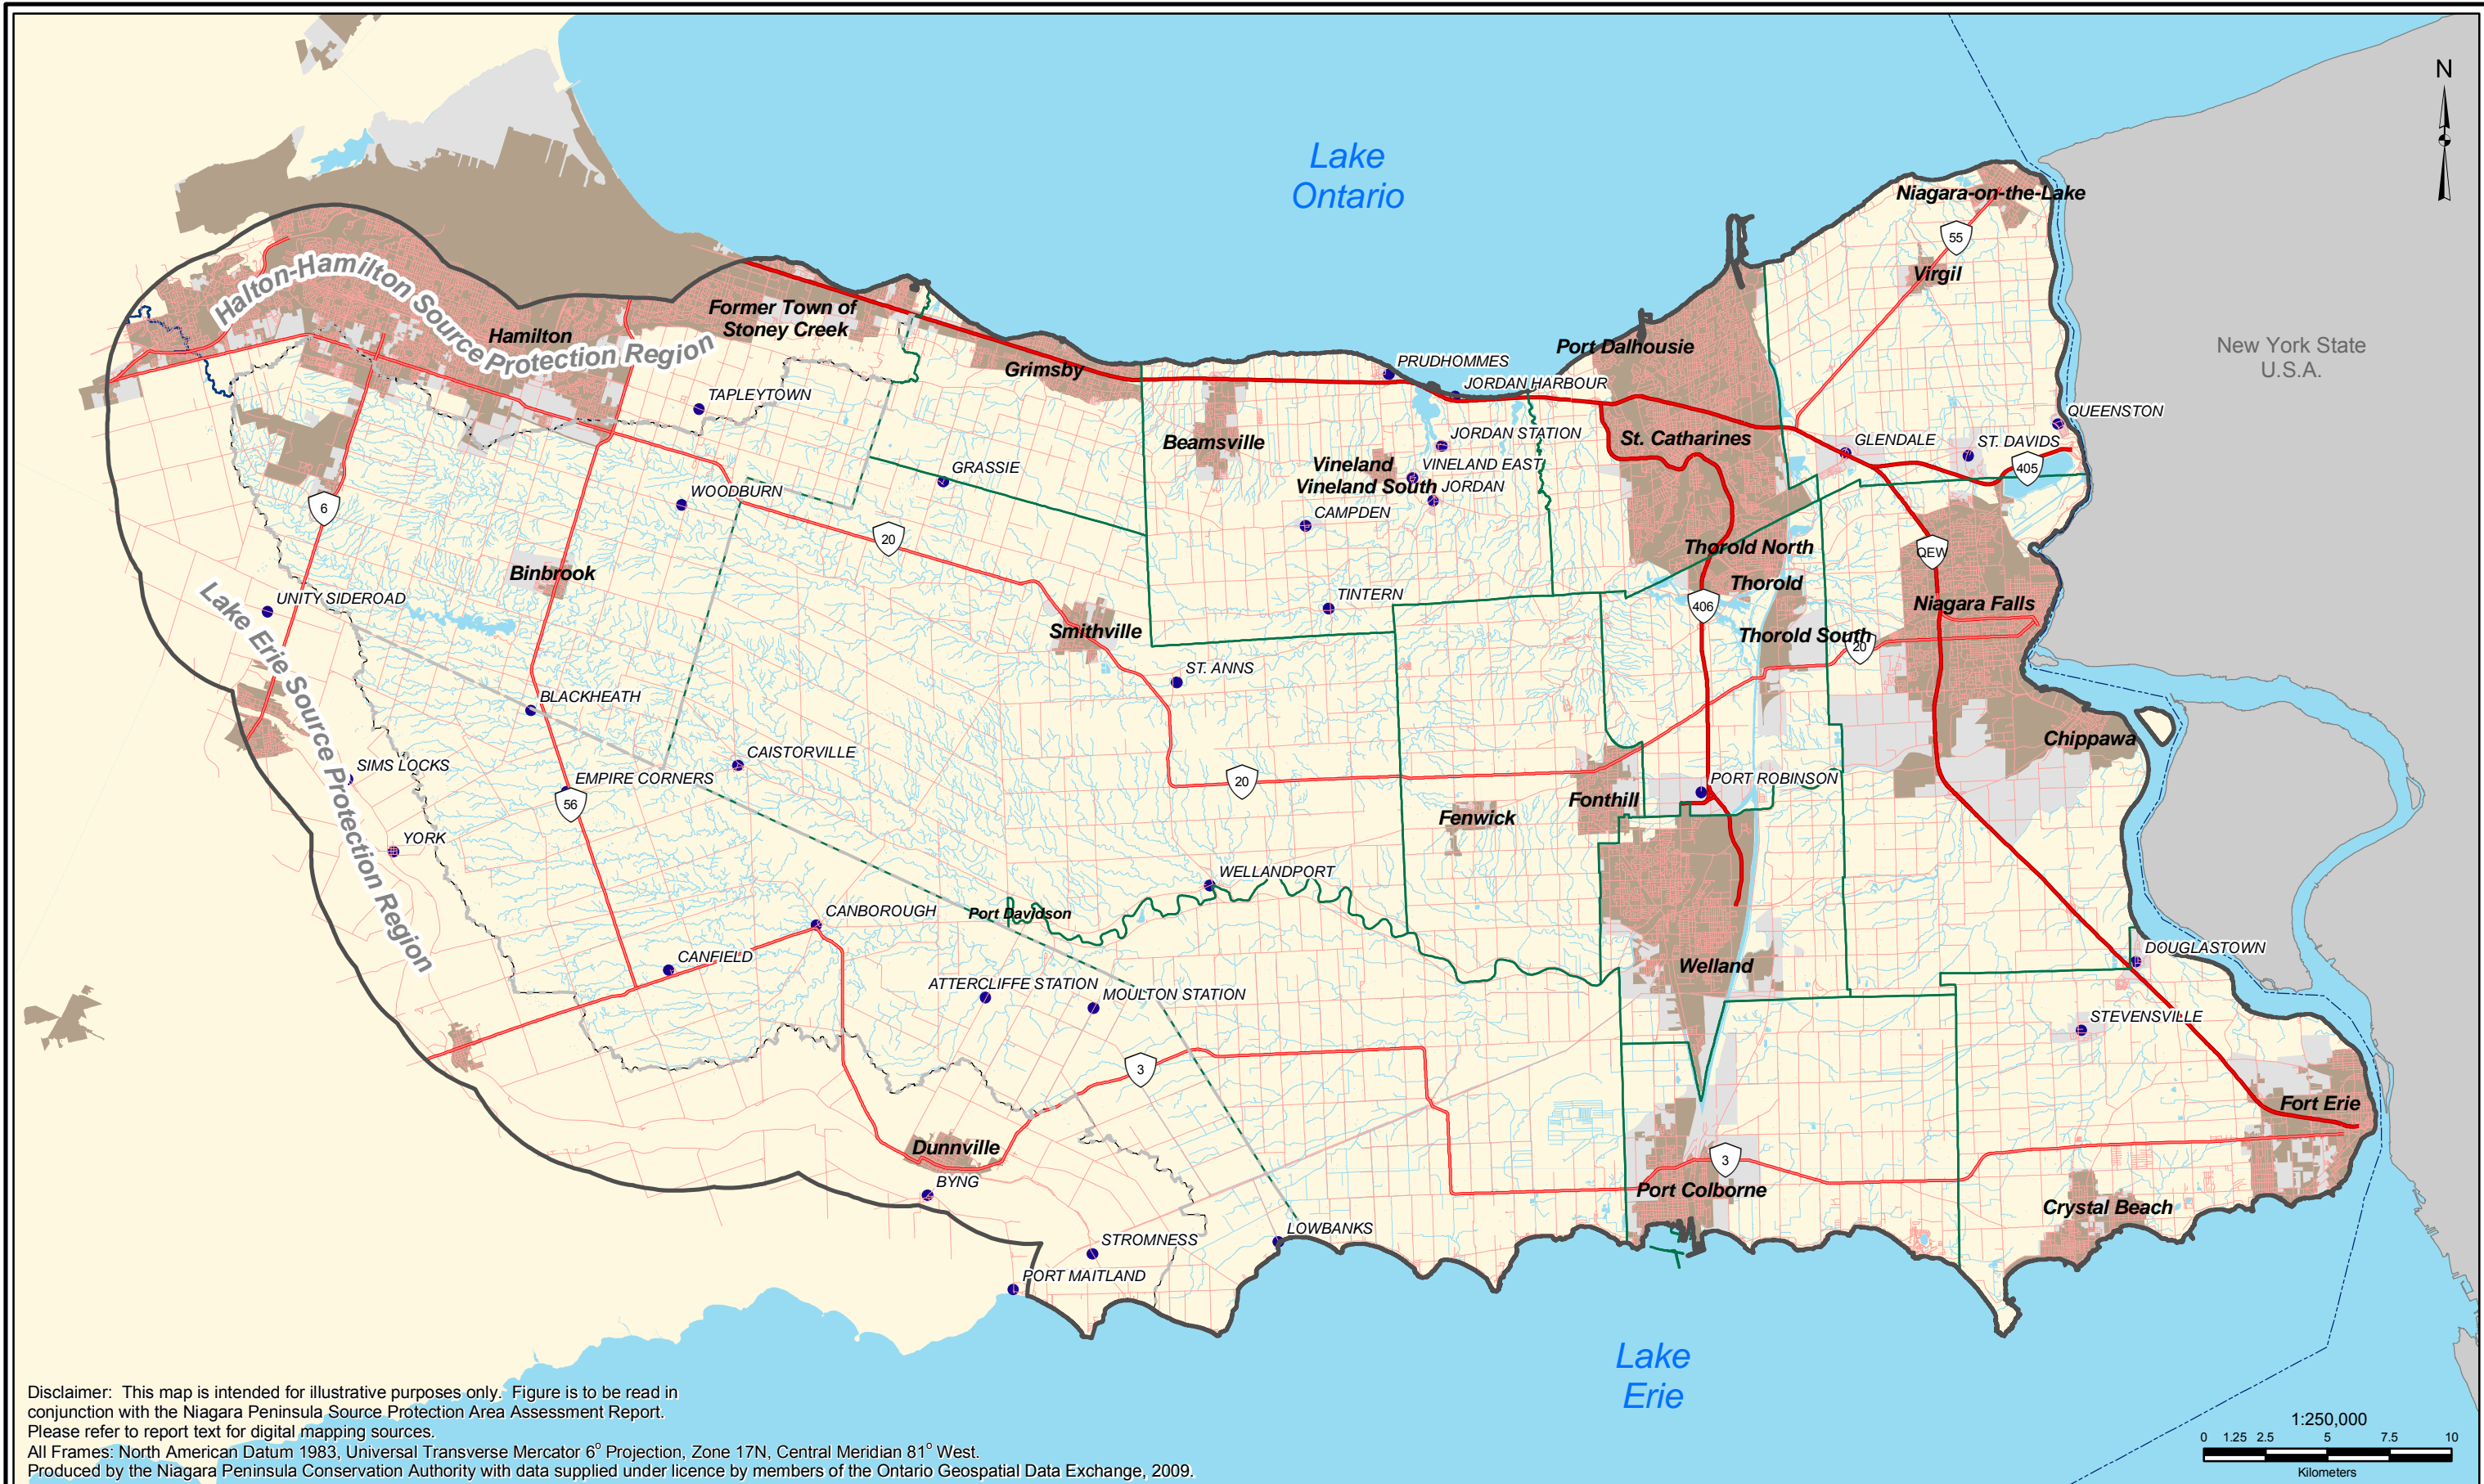 N
Lake
Ontario
Niagara-on-the-Lake
55
Virgil
New York State
U.S.A.
Halton-Hamilton Source Protection Region
Hamilton
Former Town of
Stoney Creek
Grimsby
PRUDHOMMES
JORDAN HARBOUR
Port Dalhousie
TAPLEYTOWN
Beamsville
JORDAN STATION
St. Catharines
GLENDALE
ST. DAVIDS
QUEENSTON
405
GRASSIE
Vineland
VINELAND EAST
Vineland South
JORDAN
WOODBURN
6
CAMPDEN
20
Thorold North
QEW
Binbrook
Thorold
UNITY SIDEROAD
TINTERN
406
Niagara Falls
Smithville
Thorold South
20
Lake Erie Source Protection Region
ST. ANNS
BLACKHEATH
Chippawa
CAISTORVILLE
SIMS LOCKS
EMPIRE CORNERS
56
20
PORT ROBINSON
Fonthill
Fenwick
YORK
WELLANDPORT
CANBOROUGH
Port Davidson
DOUGLASTOWN
CANFIELD
Welland
ATTERCLIFFE STATION
MOULTON STATION
STEVENSVILLE
3
Fort Erie
Dunnville
3
BYNG
Port Colborne
Crystal Beach
LOWBANKS
STROMNESS
PORT MAITLAND
Lake
Erie
Disclaimer: This map is intended for illustrative purposes only. Figure is to be read in
conjunction with the Niagara Peninsula Source Protection Area Assessment Report.
Please refer to report text for digital mapping sources.
All Frames: North American Datum 1983, Universal Transverse Mercator 6° Projection, Zone 17N, Central Meridian 81° West.
Produced by the Niagara Peninsula Conservation Authority with data supplied under licence by members of the Ontario Geospatial Data Exchange, 2009.
1:250,000
0 1.25 2.5 5 7.5 10
Kilometers